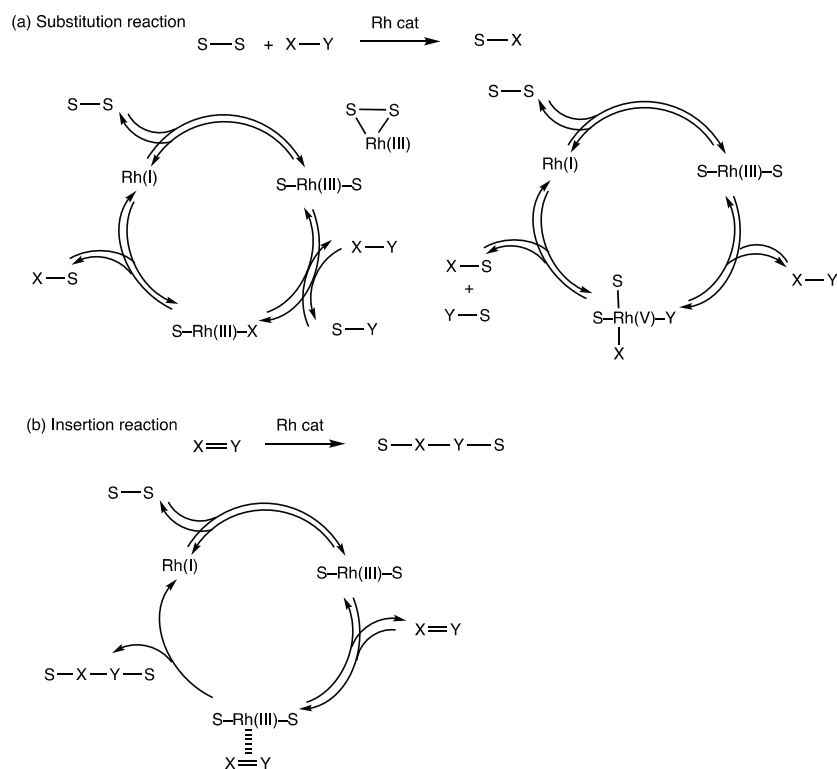 (a) Substitution reaction
S—S + X—Y Rh cat S—X
S—S
S S
Rh(III)
Rh(I)
S–Rh(III)–S
X—Y
X—S
S–Rh(III)–X
S—Y
S—S
Rh(I)
S–Rh(III)–S
X—S
+
Y—S
S
S–Rh(V)–Y
X
X—Y
(b) Insertion reaction
X=Y Rh cat S—X—Y—S
S—S
Rh(I)
S–Rh(III)–S
X=Y
S—X—Y—S
S–Rh(III)–S
X=Y